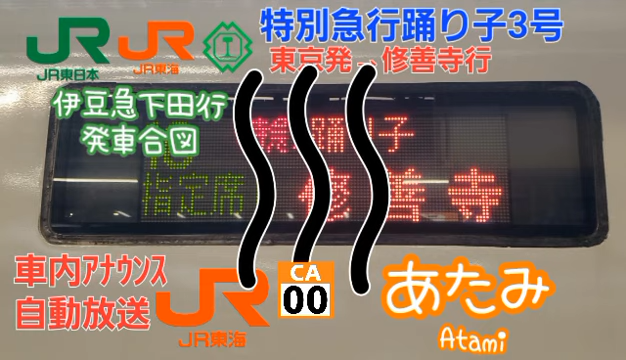 特別急行踊り子3号
JR JR
JR東日本 JR東海
東京発→修善寺行
伊豆急下田行
発車合図
踊り子
指定席 修善寺
車内アナウンス
自動放送
JR
JR東海
CA
00
あたみ
Atami